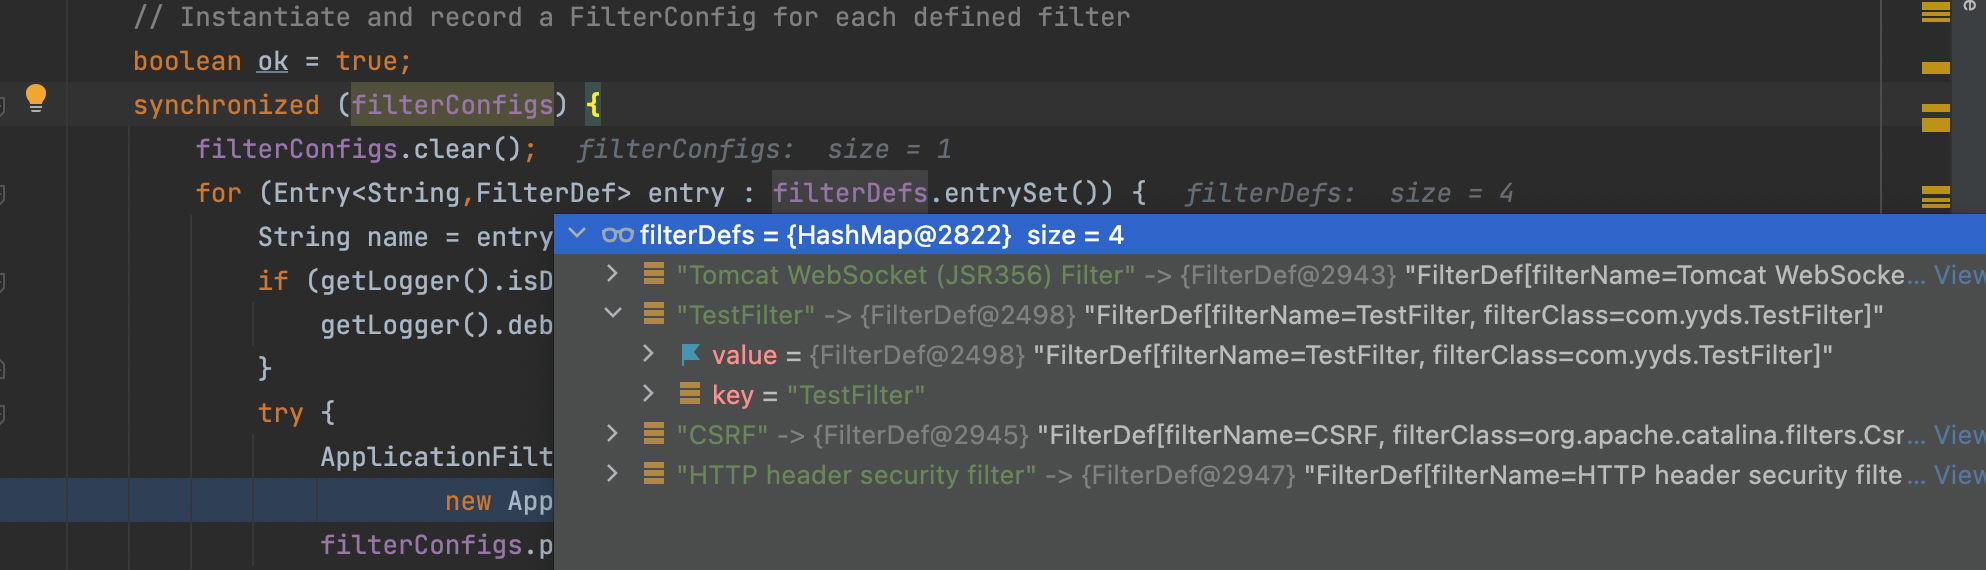 // Instantiate and record a FilterConfig for each defined filter
boolean ok = true;
synchronized (filterConfigs) {
filterConfigs.clear(); filterConfigs: size = 1
for (Entry<String,FilterDef> entry : filterDefs.entrySet()) { filterDefs: size = 4
String name = entry
filterDefs = {HashMap@2822} size = 4
"Tomcat WebSocket (JSR356) Filter" -> {FilterDef@2943} "FilterDef[filterName=Tomcat WebSocke... View
if (getLogger().isD
"TestFilter" -> {FilterDef@2498} "FilterDef[filterName=TestFilter, filterClass=com.yyds.TestFilter]"
getLogger().deb
value = {FilterDef@2498} "FilterDef[filterName=TestFilter, filterClass=com.yyds.TestFilter]"
}
key = "TestFilter"
try {
"CSRF" -> {FilterDef@2945} "FilterDef[filterName=CSRF, filterClass=org.apache.catalina.filters.Csr... View
ApplicationFilt
"HTTP header security filter" -> {FilterDef@2947} "FilterDef[filterName=HTTP header security filte... View
new App
filterConfigs.p